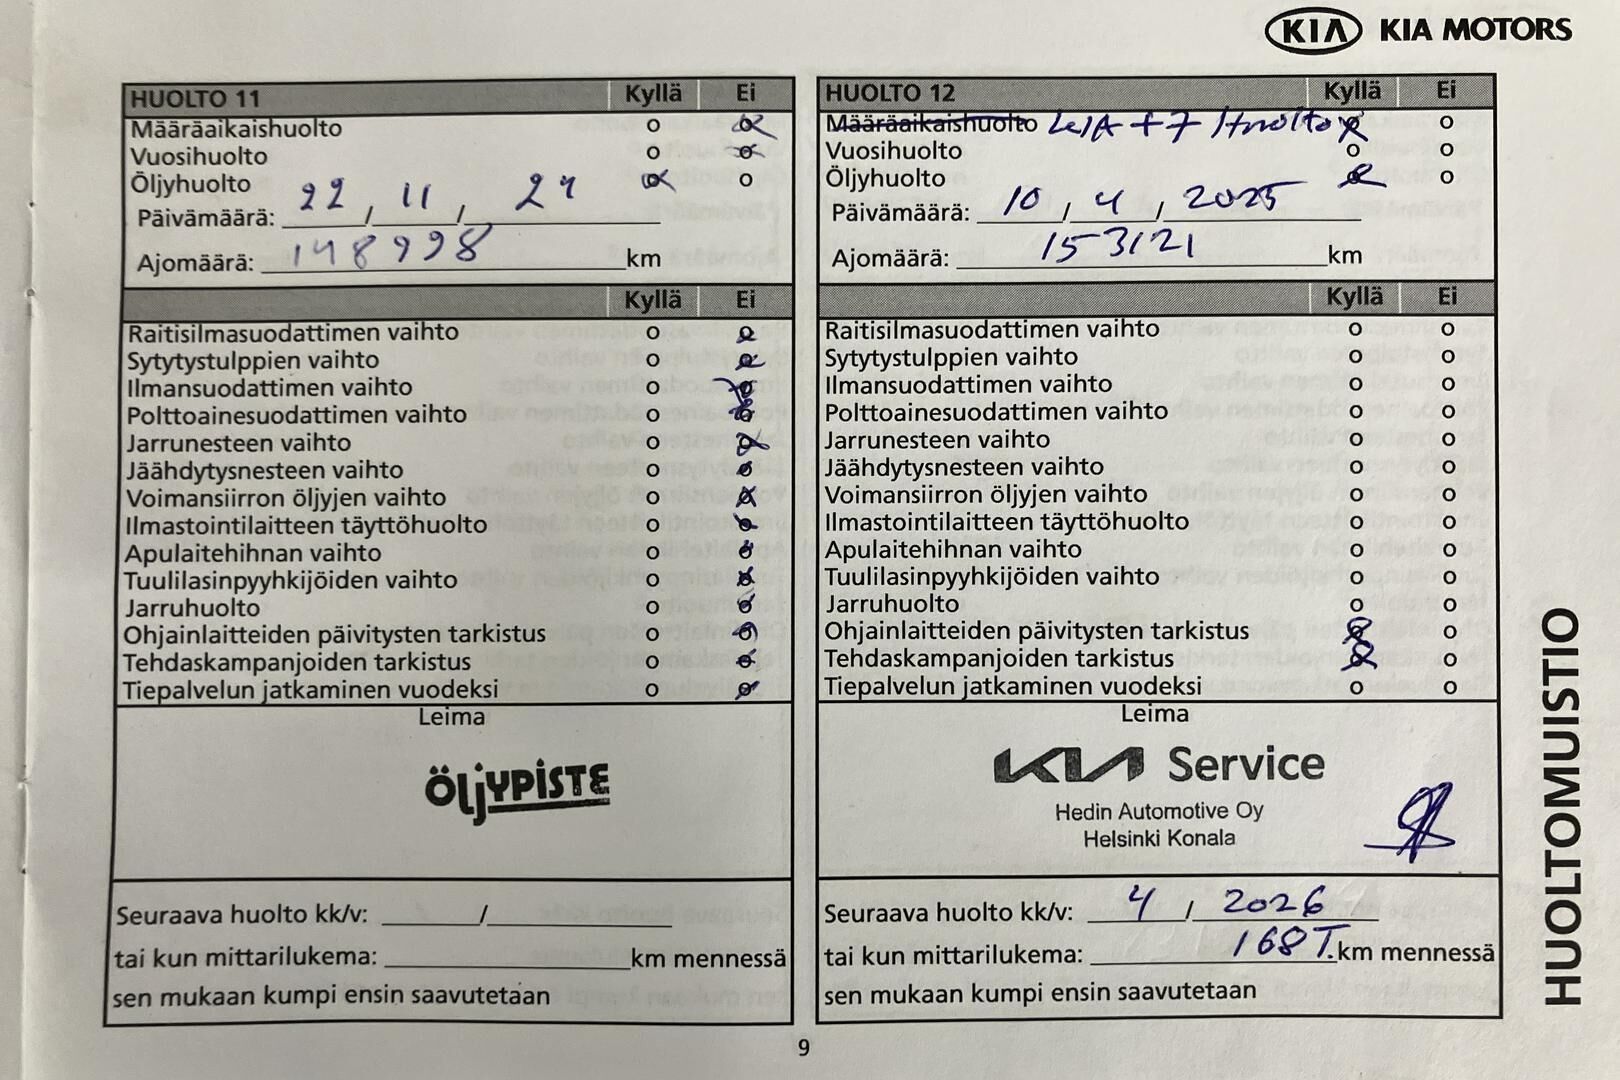 KIA KIA MOTORS
HUOLTO 11 Kyllä Ei
Määräaikaishuolto o o
Vuosihuolto o o
Öljyhuolto o o
Päivämäärä: 22 / 11 / 24
Ajomäärä: 148998 km
Kyllä Ei
Raitisilmasuodattimen vaihto o o
Sytytystulppien vaihto o o
Ilmansuodattimen vaihto o o
Polttoainesuodattimen vaihto o o
Jarrunesteen vaihto o o
Jäähdytysnesteen vaihto o o
Voimansiirron öljyjen vaihto o o
Ilmastointilaitteen täyttöhuolto o o
Apulaitehihnan vaihto o o
Tuulilasinpyyhkijöiden vaihto o o
Jarruhuolto o o
Ohjainlaitteiden päivitysten tarkistus o o
Tehdaskampanjoiden tarkistus o o
Tiepalvelun jatkaminen vuodeksi o o
Leima
ÖljYPISTE
Seuraava huolto kk/v: /
tai kun mittarilukema: km mennessä
sen mukaan kumpi ensin saavutetaan
HUOLTO 12 Kyllä Ei
Määräaikaishuolto KIA +7 Huolto o o
Vuosihuolto o o
Öljyhuolto o o
Päivämäärä: 10 / 4 / 2025
Ajomäärä: 153121 km
Kyllä Ei
Raitisilmasuodattimen vaihto o o
Sytytystulppien vaihto o o
Ilmansuodattimen vaihto o o
Polttoainesuodattimen vaihto o o
Jarrunesteen vaihto o o
Jäähdytysnesteen vaihto o o
Voimansiirron öljyjen vaihto o o
Ilmastointilaitteen täyttöhuolto o o
Apulaitehihnan vaihto o o
Tuulilasinpyyhkijöiden vaihto o o
Jarruhuolto o o
Ohjainlaitteiden päivitysten tarkistus o o
Tehdaskampanjoiden tarkistus o o
Tiepalvelun jatkaminen vuodeksi o o
Leima
KIA Service
Hedin Automotive Oy
Helsinki Konala
Seuraava huolto kk/v: 4 / 2026
tai kun mittarilukema: 168T. km mennessä
sen mukaan kumpi ensin saavutetaan
HUOLTOMUISTIO
9